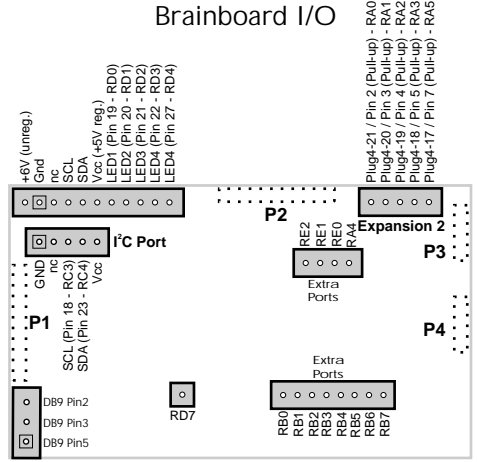 Brainboard I/O
+6V (unreg.)
Gnd
nc
SCL
SDA
Vcc (+5V reg.)
LED1 (Pin 19 - RD0)
LED2 (Pin 20 - RD1)
LED3 (Pin 21 - RD2)
LED4 (Pin 22 - RD3)
LED4 (Pin 27 - RD4)
Plug4-21 / Pin 2 (Pull-up) - RA0
Plug4-20 / Pin 3 (Pull-up) - RA1
Plug4-19 / Pin 4 (Pull-up) - RA2
Plug4-18 / Pin 5 (Pull-up) - RA3
Plug4-17 / Pin 7 (Pull-up) - RA5
P2
Expansion 2
P3
I²C Port
GND
nc
SCL (Pin 18 - RC3)
SDA (Pin 23 - RC4)
Vcc
RE2
RE1
RE0
RA4
Extra
Ports
P1
P4
DB9 Pin2
DB9 Pin3
DB9 Pin5
RD7
Extra
Ports
RB0
RB1
RB2
RB3
RB4
RB5
RB6
RB7